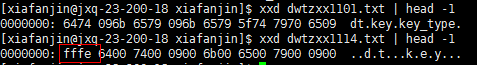 [xiafanjin@jxq-23-200-18 xiafanjin]$ xxd dwtzxx1101.txt | head -1
0000000: 6474 096b 6579 096b 6579 5f74 7970 6509  dt.key.key_type.
[xiafanjin@jxq-23-200-18 xiafanjin]$ xxd dwtzxx1114.txt | head -1
0000000: fffe 6400 7400 0900 6b00 6500 7900 0900  ..d.t...k.e.y...